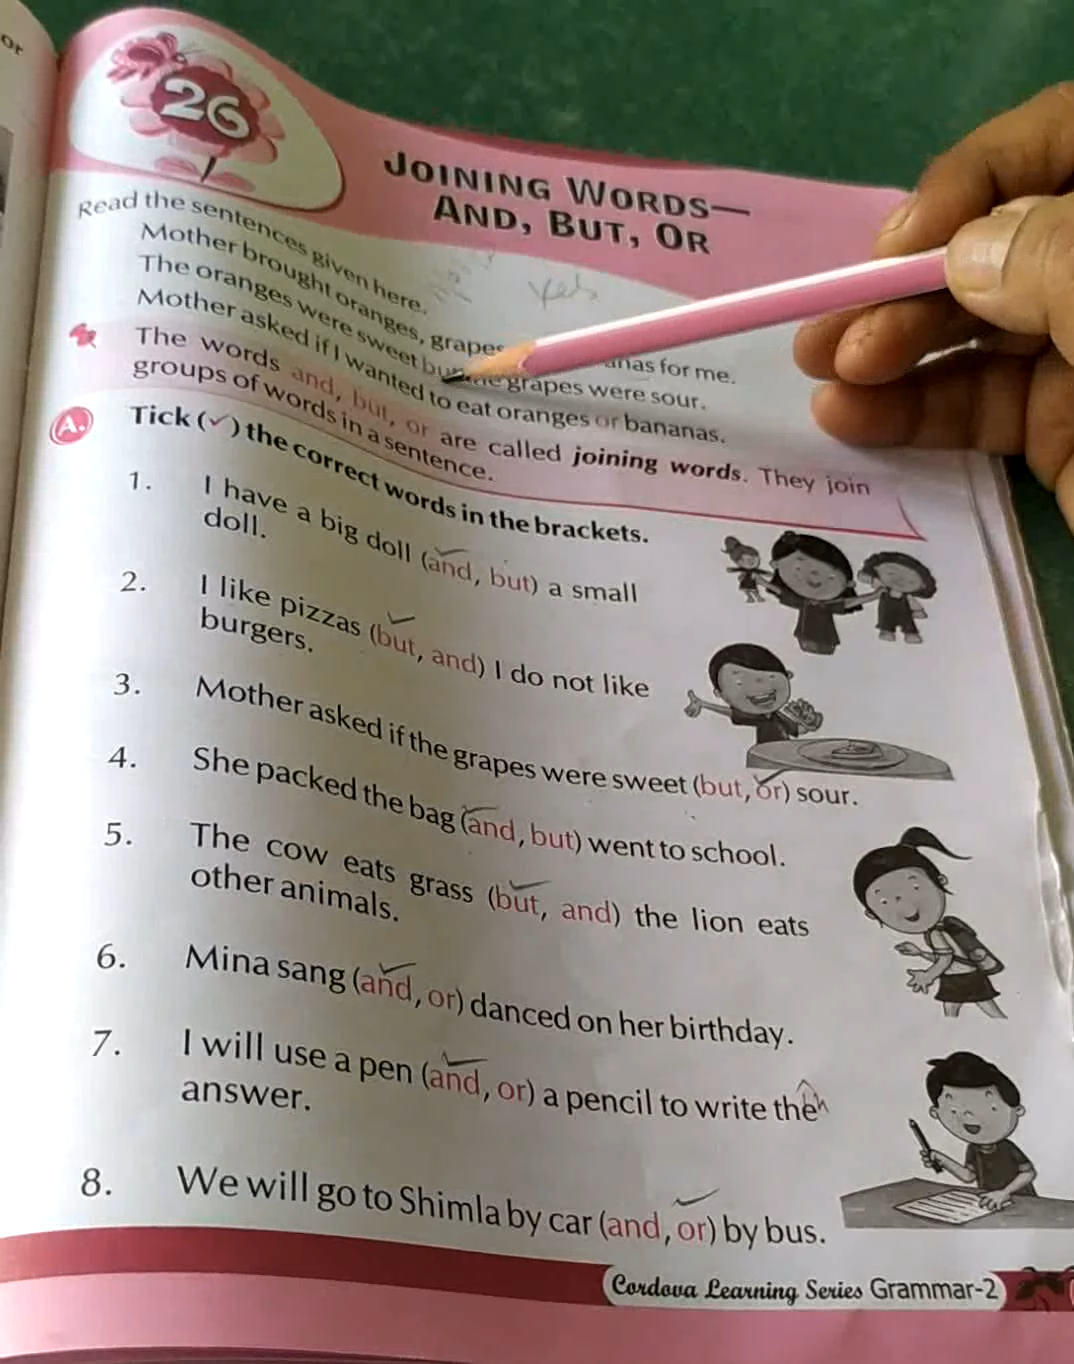 or
26
JOINING WORDS—
AND, BUT, OR
Read the sentences given here.
Mother brought oranges, grapes for me.
The oranges were sweet grapes were sour.
Mother asked if I wanted to eat oranges or bananas.
The words and, but, or are called joining words. They join
groups of words in a sentence.
A. Tick (✓) the correct words in the brackets.
1. I have a big doll (and, but) a small
doll.
2. I like pizzas (but, and) I do not like
burgers.
3. Mother asked if the grapes were sweet (but, or) sour.
4. She packed the bag (and, but) went to school.
5. The cow eats grass (but, and) the lion eats
other animals.
6. Mina sang (and, or) danced on her birthday.
7. I will use a pen (and, or) a pencil to write the
answer.
8. We will go to Shimla by car (and, or) by bus.
Cordova Learning Series Grammar-2